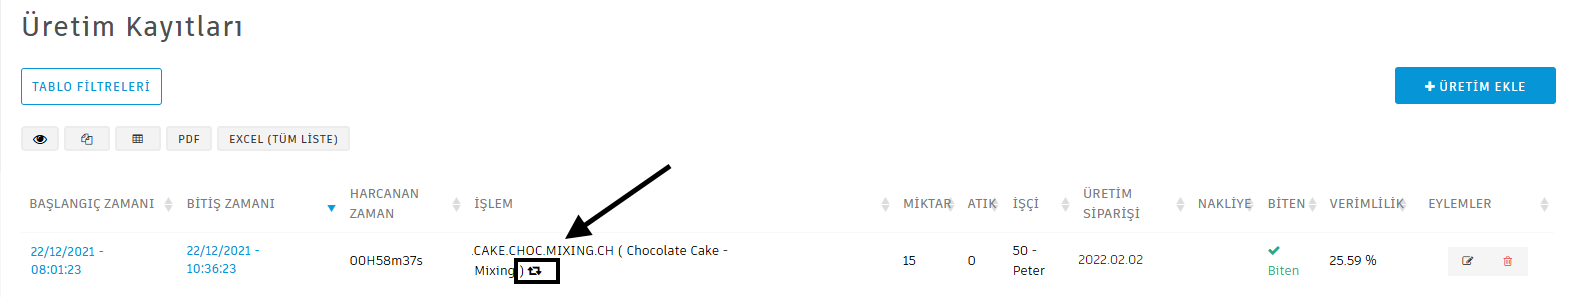 Üretim Kayıtları
TABLO FİLTRELERİ
ÜRETİM EKLE
PDF
EXCEL (TÜM LİSTE)
BAŞLANGIÇ ZAMANI
BİTİŞ ZAMANI
HARCANAN
ZAMAN
İŞLEM
MİKTAR
ATIK
İŞÇİ
ÜRETİM
SİPARİŞİ
NAKLİYE
BİTEN
VERİMLİLİK
EYLEMLER
22/12/2021 -
08:01:23
22/12/2021 -
10:36:23
00H58m37s
.CAKE.CHOC.MIXING.CH ( Chocolate Cake -
Mixing )
15
0
50 -
Peter
2022.02.02
Biten
25.59 %